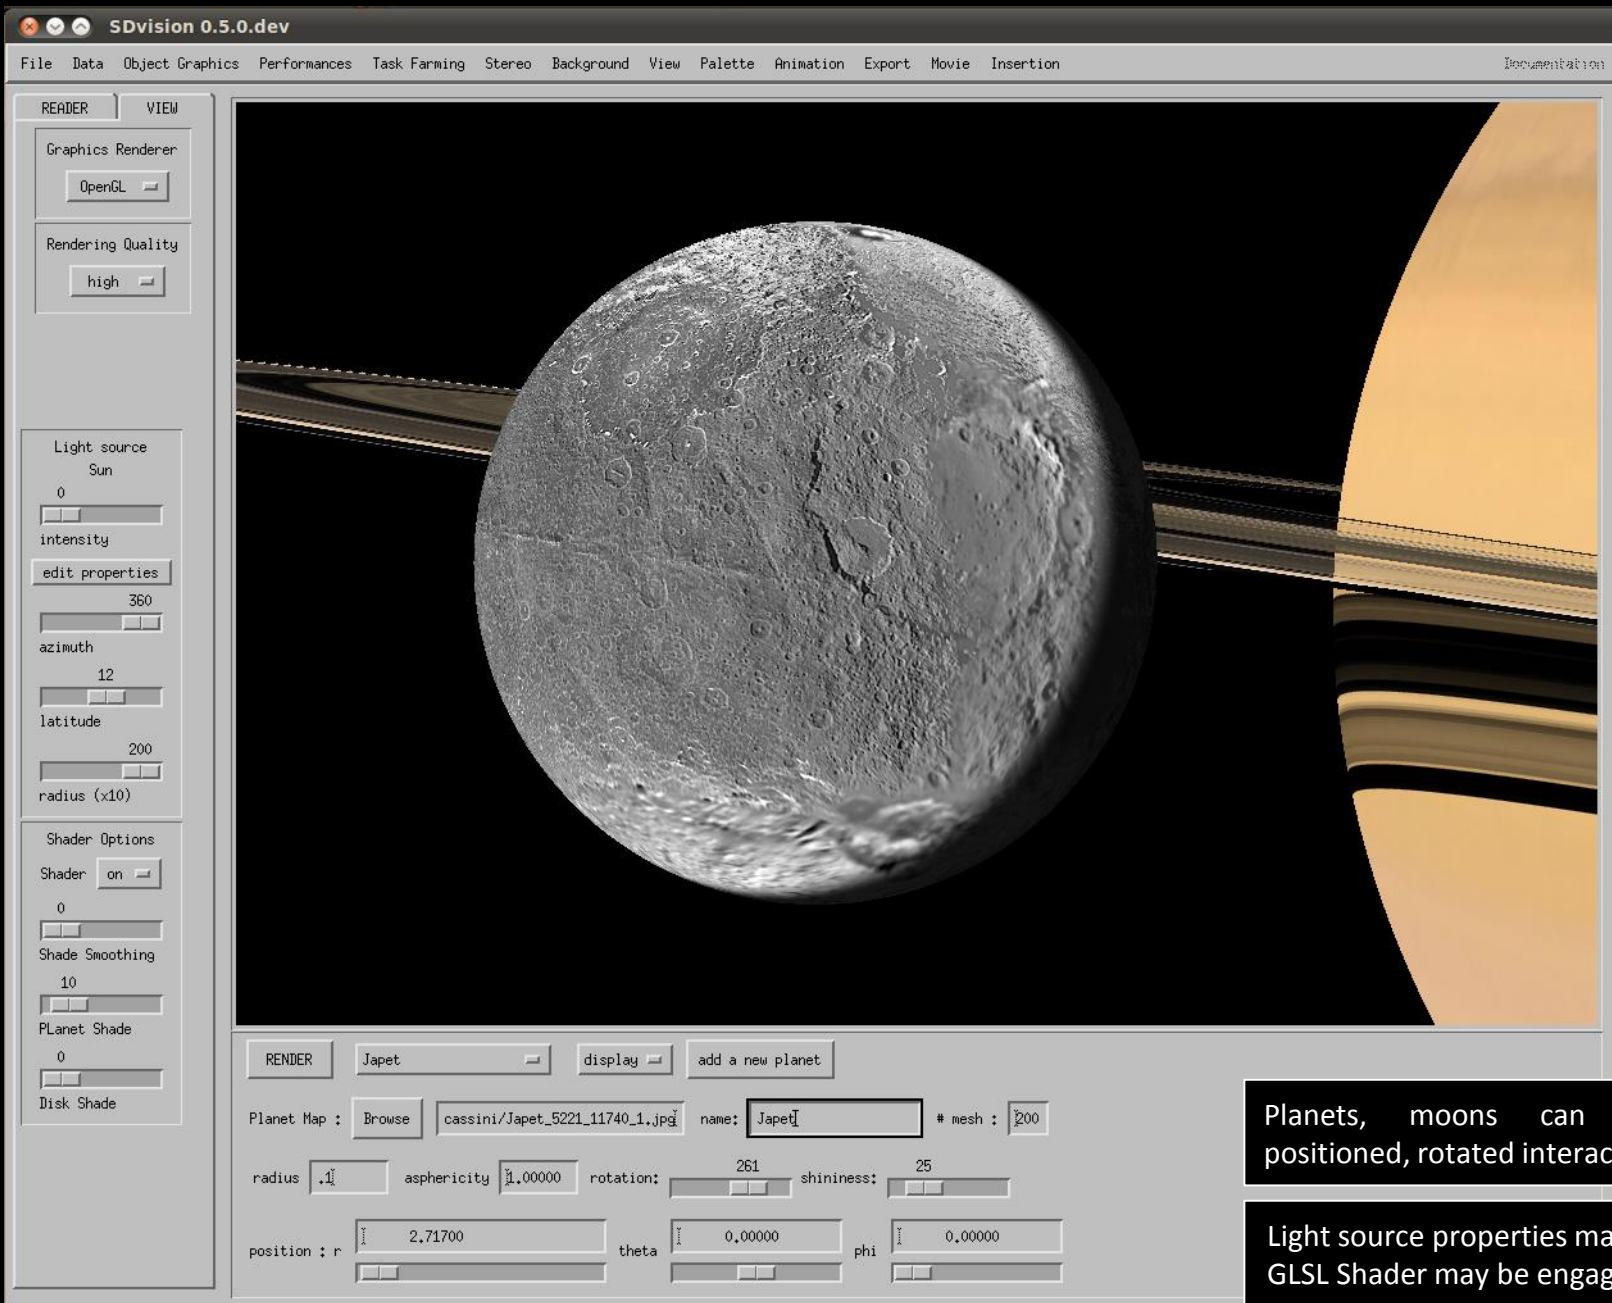 SDvision 0.5.0.dev
File Data Object Graphics Performances Task Farming Stereo Background View Palette Animation Export Movie Insertion Documentation
READER VIEW
Graphics Renderer
OpenGL
Rendering Quality
high
Light source
Sun
0
intensity
edit properties
360
azimuth
12
latitude
200
radius (x10)
Shader Options
Shader on
0
Shade Smoothing
10
PLanet Shade
0
Disk Shade
RENDER Japet display add a new planet
Planet Map : Browse cassini/Japet_5221_11740_1.jpg name: Japet # mesh : 200
radius .1 asphericity 1.00000 rotation: 261 shininess: 25
position : r 2.71700 theta 0.00000 phi 0.00000
Planets, moons can
positioned, rotated interac
Light source properties ma
GLSL Shader may be engag